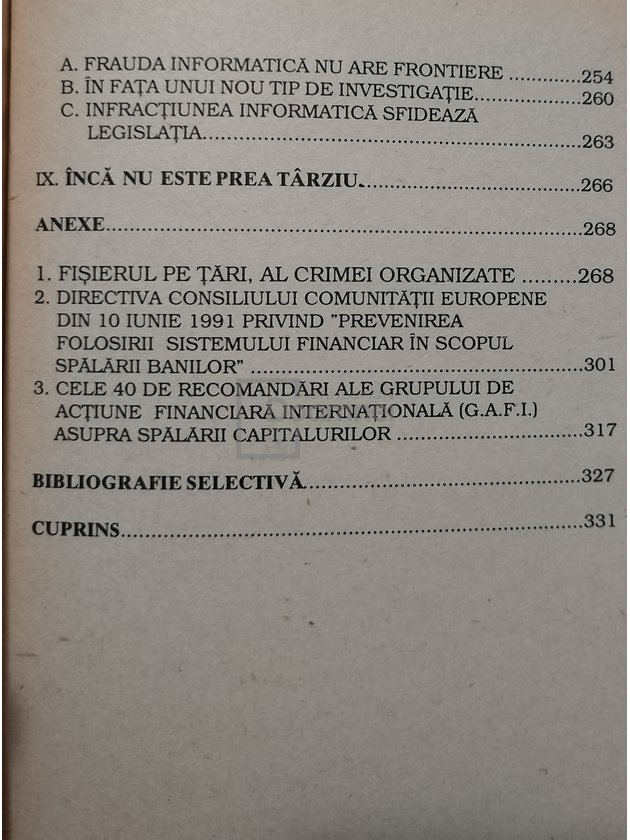 A. FRAUDA INFORMATICĂ NU ARE FRONTIERE ............254
B. ÎN FAȚA UNUI NOU TIP DE INVESTIGAȚIE..................260
C. INFRACȚIUNEA INFORMATICĂ SFIDEAZĂ
LEGISLAȚIA..........................................................263
IX. ÎNCĂ NU ESTE PREA TÂRZIU..................................266
ANEXE......................................................................268
1. FIȘIERUL PE ȚĂRI, AL CRIMEI ORGANIZATE .........268
2. DIRECTIVA CONSILIULUI COMUNITĂȚII EUROPENE
DIN 10 IUNIE 1991 PRIVIND "PREVENIREA
FOLOSIRII SISTEMULUI FINANCIAR ÎN SCOPUL
SPĂLĂRII BANILOR" ..................................................301
3. CELE 40 DE RECOMANDĂRI ALE GRUPULUI DE
ACȚIUNE FINANCIARĂ INTERNAȚIONALĂ (G.A.F.I.)
ASUPRA SPĂLĂRII CAPITALURILOR ............................317
BIBLIOGRAFIE SELECTIVĂ..........................................327
CUPRINS....................................................................331